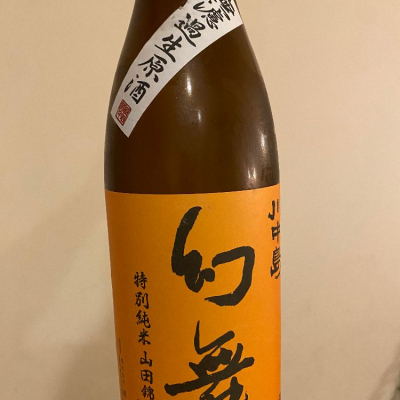 無濾過生原酒
川中島
幻舞
特別純米 山田錦